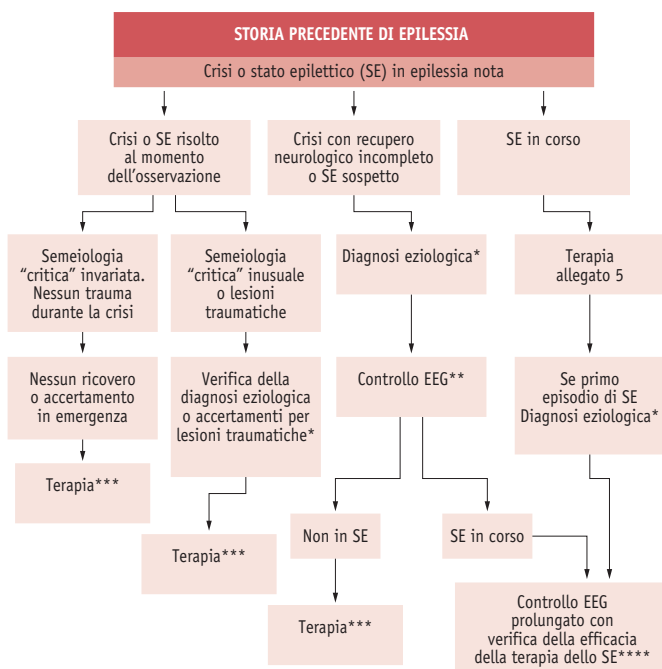 STORIA PRECEDENTE DI EPILESSIA
Crisi o stato epilettico (SE) in epilessia nota
Crisi o SE risolto
al momento
dell'osservazione
Crisi con recupero
neurologico incompleto
o SE sospetto
SE in corso
Semeiologia
“critica” invariata.
Nessun trauma
durante la crisi
Semeiologia
“critica” inusuale
o lesioni
traumatiche
Diagnosi eziologica*
Terapia
allegato 5
Nessun ricovero
o accertamento
in emergenza
Verifica della
diagnosi eziologica
o accertamenti per
lesioni traumatiche*
Controllo EEG**
Se primo
episodio di SE
Diagnosi eziologica*
Terapia***
Terapia***
Non in SE
SE in corso
Terapia***
Controllo EEG
prolungato con
verifica della efficacia
della terapia dello SE****